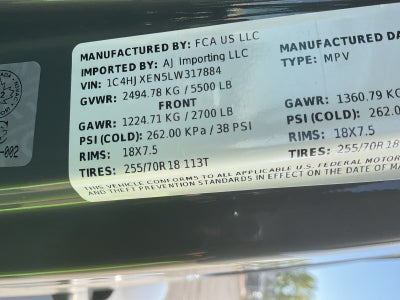 MANUFACTURED BY: FCA US LLC
IMPORTED BY: AJ Importing LLC
VIN: 1C4HJXEN5LW317884
GVWR: 2494.78 KG / 5500 LB
FRONT
GAWR: 1224.71 KG / 2700 LB
PSI (COLD): 262.00 KPa / 38 PSI
RIMS: 18X7.5
TIRES: 255/70R18 113T
MANUFACTURED DA
TYPE: MPV
GAWR: 1360.79 KG
PSI (COLD): 262.0
RIMS: 18X7.5
TIRES: 255/70R18
THIS VEHICLE CONFORMS TO ALL APPLICABLE U.S. FEDERAL MOTOR
AND THEFT PREVENTION STANDARDS IN EFFECT ON THE DATE OF MA
-002